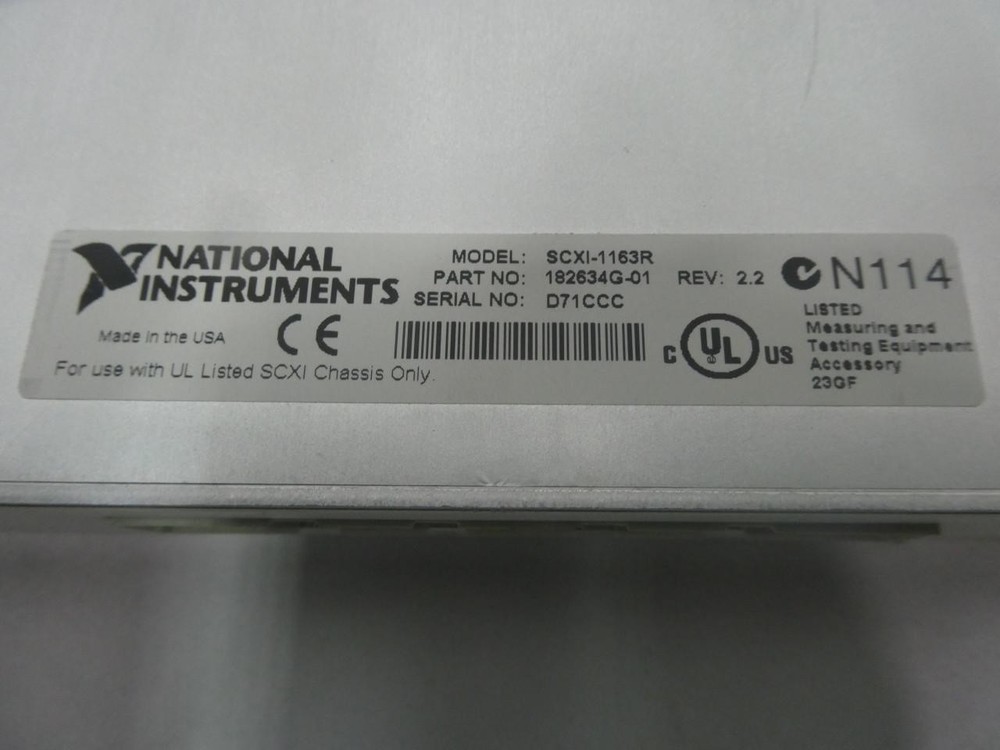 NATIONAL
INSTRUMENTS
MODEL: SCXI-1163R
PART NO: 182634G-01 REV: 2.2
SERIAL NO: D71CCC
N114
Made in the USA
CE
For use with UL Listed SCXI Chassis Only.
C UL US
LISTED
Measuring and
Testing Equipment
Accessory
23GF